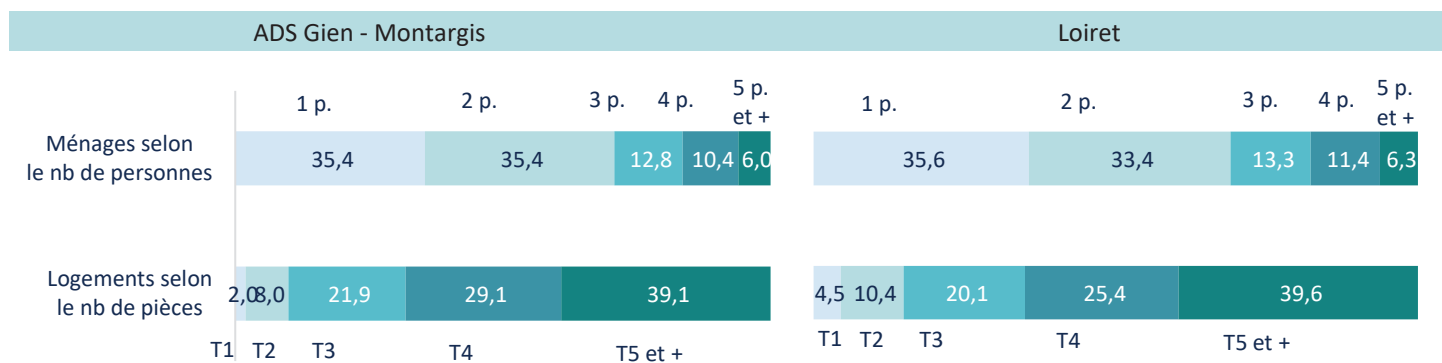 ADS Gien - Montargis
Loiret
1 p. 2 p. 3 p. 4 p. 5 p.
et +
1 p. 2 p. 3 p. 4 p. 5 p.
et +
Ménages selon
le nb de personnes
35,4 35,4 12,8 10,4 6,0
35,6 33,4 13,3 11,4 6,3
Logements selon
le nb de pièces
2,0 8,0 21,9 29,1 39,1
4,5 10,4 20,1 25,4 39,6
T1 T2 T3 T4 T5 et +
T1 T2 T3 T4 T5 et +